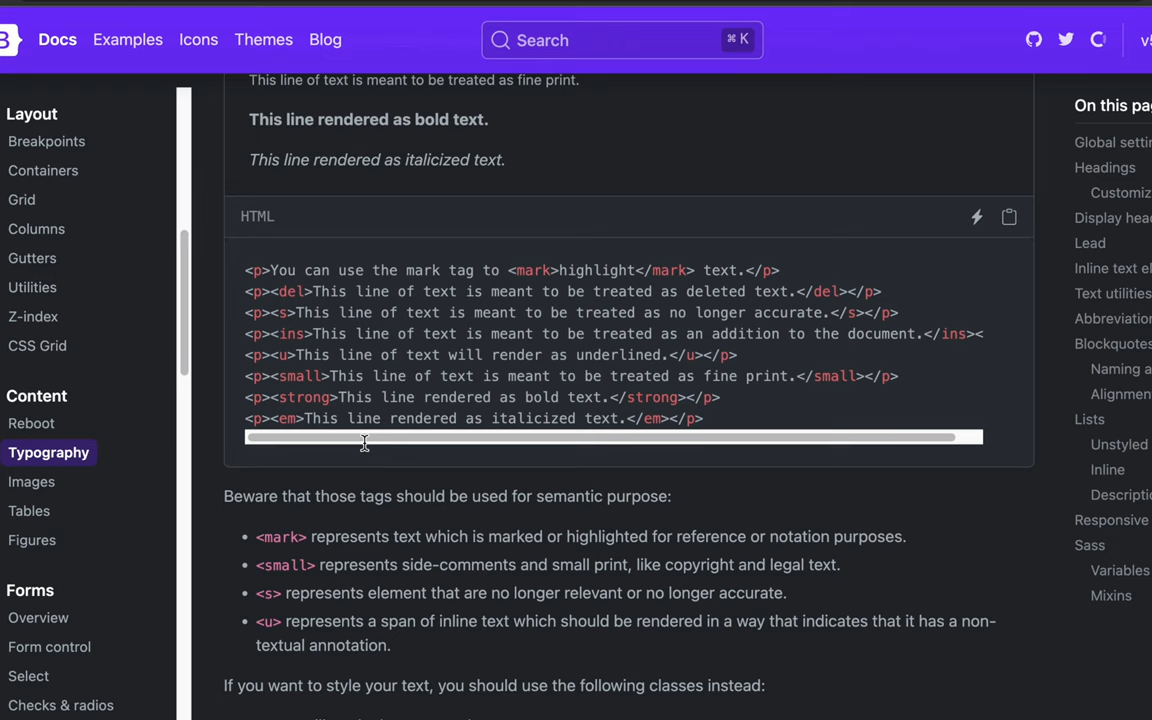 B Docs Examples Icons Themes Blog Search ⌘ K v5
Layout
Breakpoints
Containers
Grid
Columns
Gutters
Utilities
Z-index
CSS Grid
Content
Reboot
Typography
Images
Tables
Figures
Forms
Overview
Form control
Select
Checks & radios
This line of text is meant to be treated as fine print.
This line rendered as bold text.
This line rendered as italicized text.
HTML
<p>You can use the mark tag to <mark>highlight</mark> text.</p>
<p><del>This line of text is meant to be treated as deleted text.</del></p>
<p><s>This line of text is meant to be treated as no longer accurate.</s></p>
<p><ins>This line of text is meant to be treated as an addition to the document.</ins><
<p><u>This line of text will render as underlined.</u></p>
<p><small>This line of text is meant to be treated as fine print.</small></p>
<p><strong>This line rendered as bold text.</strong></p>
<p><em>This line rendered as italicized text.</em></p>
Beware that those tags should be used for semantic purpose:
• <mark> represents text which is marked or highlighted for reference or notation purposes.
• <small> represents side-comments and small print, like copyright and legal text.
• <s> represents element that are no longer relevant or no longer accurate.
• <u> represents a span of inline text which should be rendered in a way that indicates that it has a non-
textual annotation.
If you want to style your text, you should use the following classes instead:
On this pa
Global setti
Headings
Customiz
Display hea
Lead
Inline text el
Text utilities
Abbreviation
Blockquotes
Naming a
Alignmen
Lists
Unstyled
Inline
Descripti
Responsive
Sass
Variables
Mixins